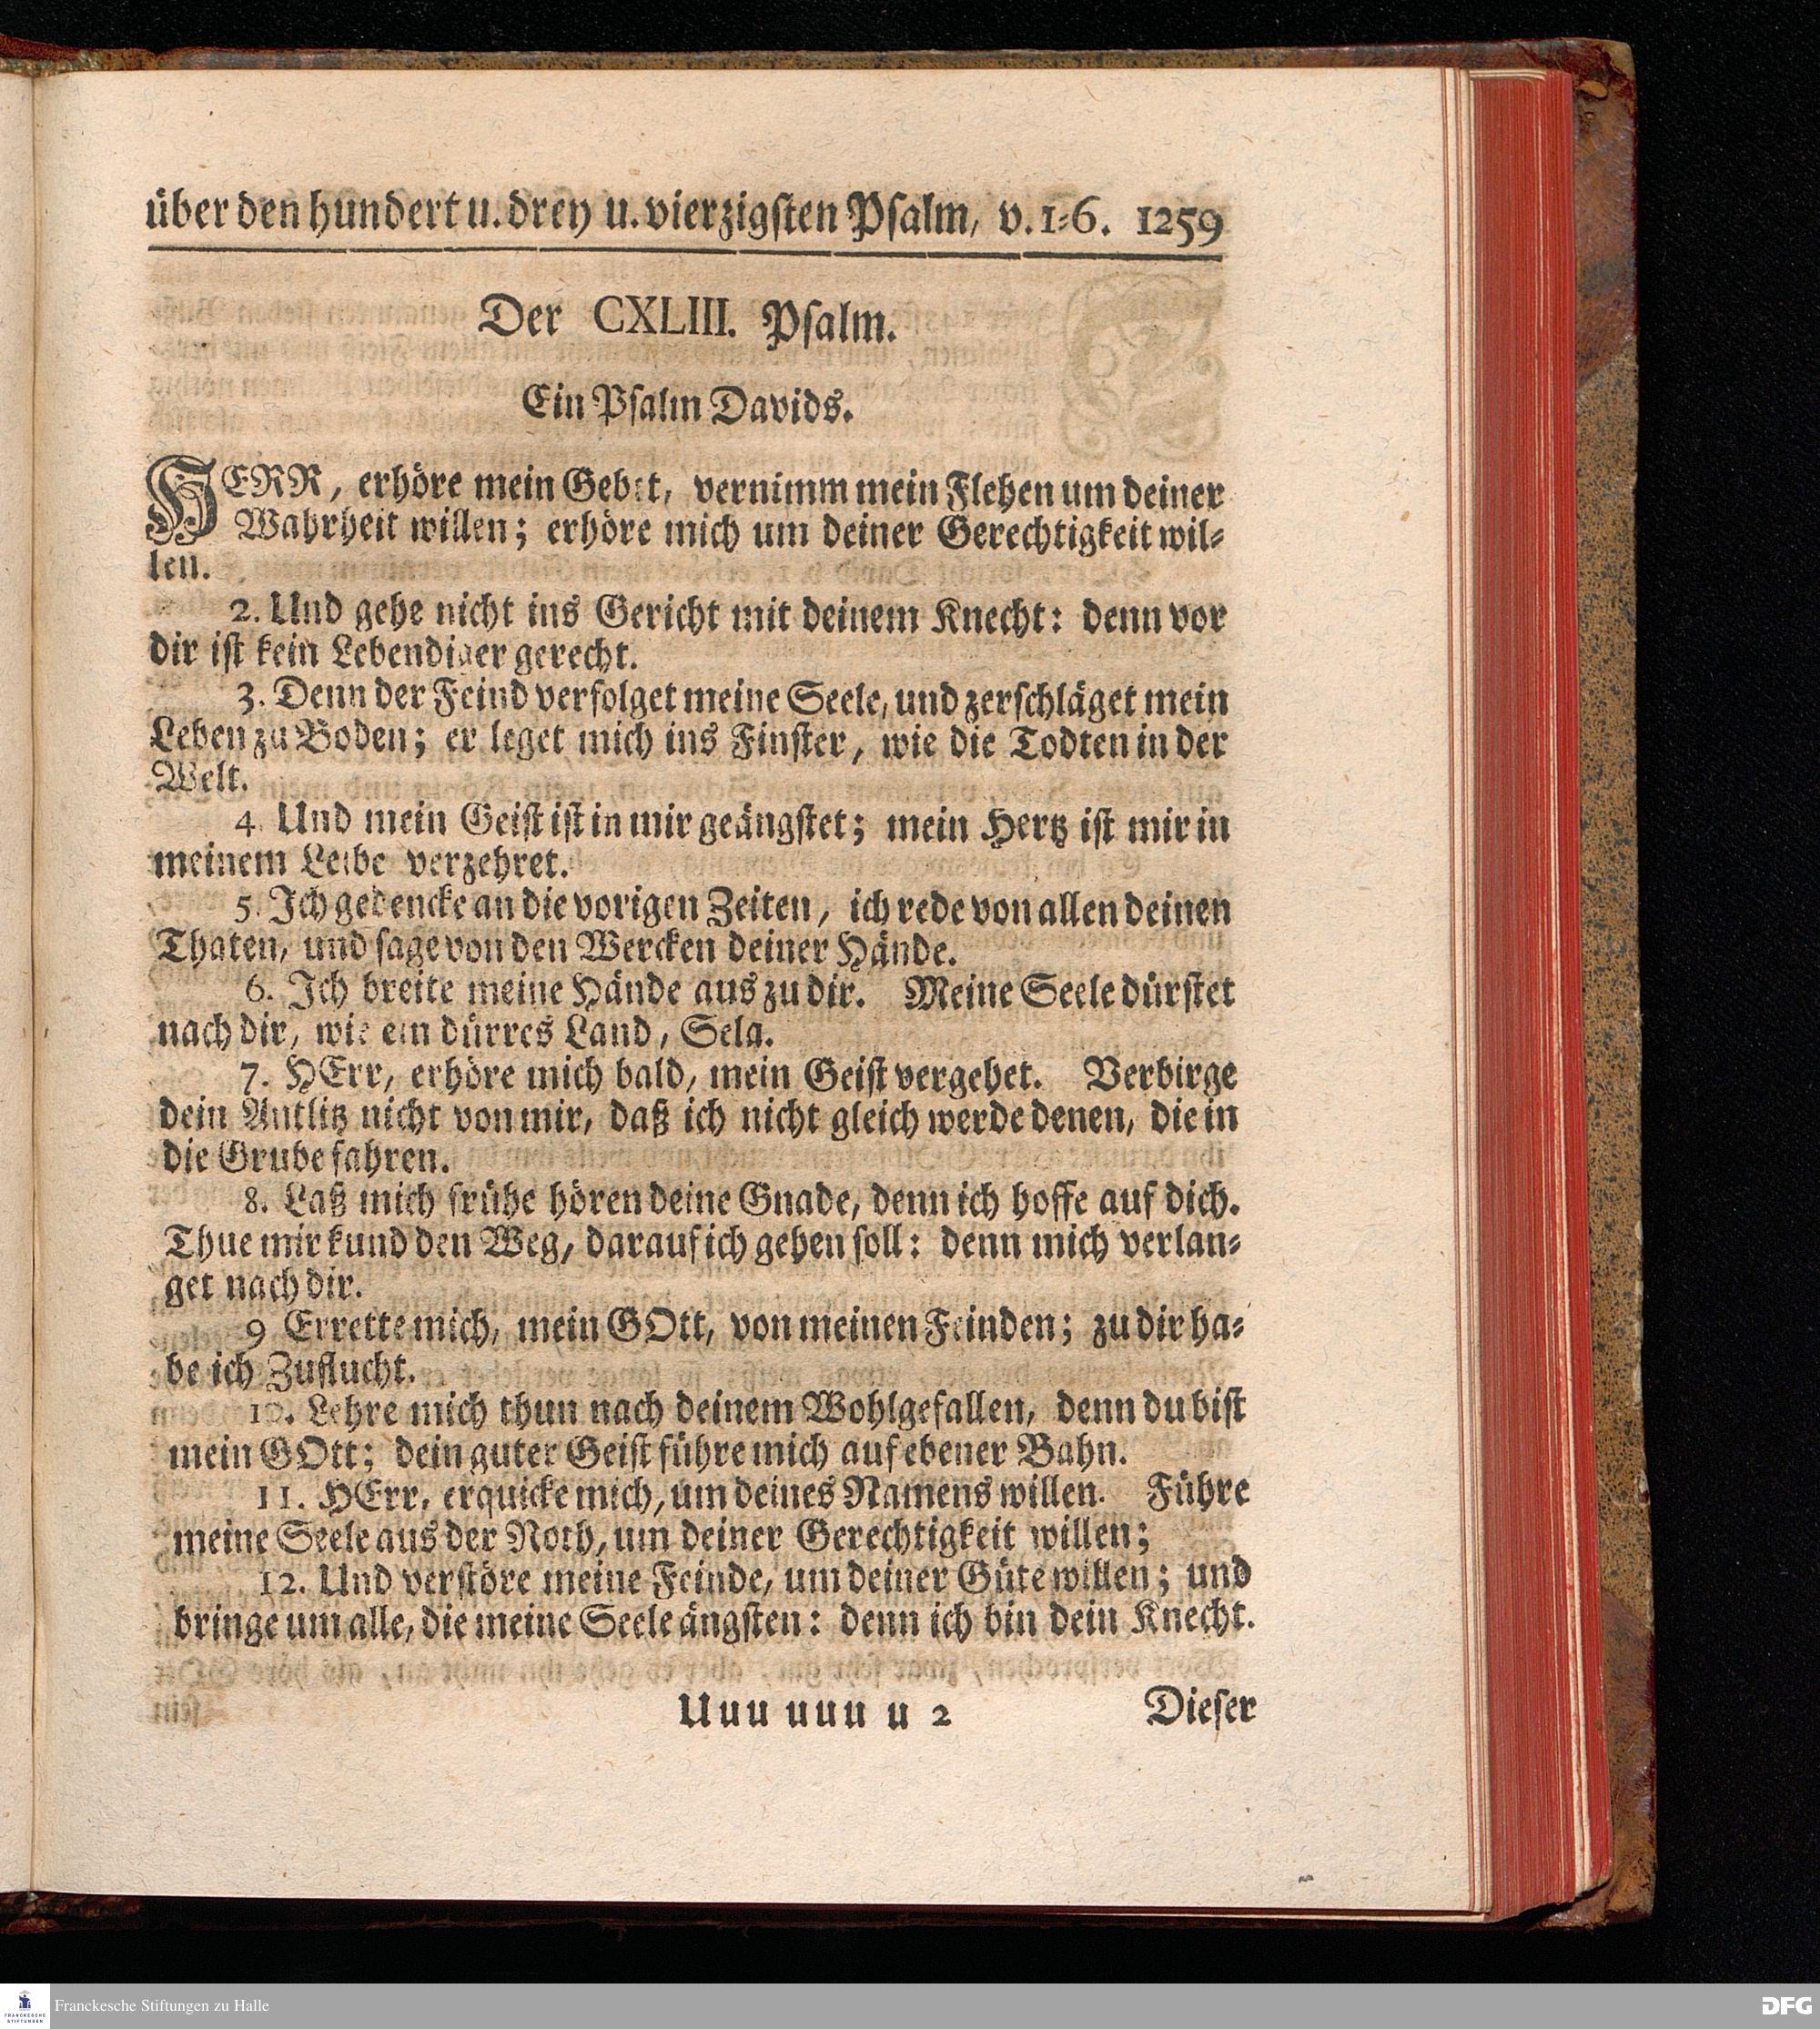 über den hundert u. drey u. vierzigsten Psalm, v. 1-6. 1259
Der CXLIII. Psalm.
Ein Psalm Davids.
HERR, erhöre mein Gebet, vernimm mein Flehen um deiner
Wahrheit willen; erhöre mich um deiner Gerechtigkeit wil-
len.
2. Und gehe nicht ins Gericht mit deinem Knecht: denn vor
dir ist kein Lebendiger gerecht.
3. Denn der Feind verfolget meine Seele, und zerschläget mein
Leben zu Boden; er leget mich ins Finster, wie die Todten in der
Welt.
4. Und mein Geist ist in mir geängstet; mein Hertz ist mir in
meinem Leibe verzehret.
5. Ich gedencke an die vorigen Zeiten, ich rede von allen deinen
Thaten, und sage von den Wercken deiner Hände.
6. Ich breite meine Hände aus zu dir. Meine Seele dürstet
nach dir, wie ein dürres Land, Sela.
7. HErr, erhöre mich bald, mein Geist vergehet. Verbirge
dein Antlitz nicht von mir, daß ich nicht gleich werde denen, die in
die Grube fahren.
8. Laß mich frühe hören deine Gnade, denn ich hoffe auf dich.
Thue mir kund den Weg, darauf ich gehen soll: denn mich verlan-
get nach dir.
9 Errette mich, mein GOtt, von meinen Feinden; zu dir ha-
be ich Zuflucht.
10. Lehre mich thun nach deinem Wohlgefallen, denn du bist
mein GOtt; dein guter Geist führe mich auf ebener Bahn.
11. HErr, erquicke mich, um deines Namens willen. Führe
meine Seele aus der Noth, um deiner Gerechtigkeit willen;
12. Und verstöre meine Feinde, um deiner Güte willen; und
bringe um alle, die meine Seele ängsten: denn ich bin dein Knecht.
Uuu uuu u 2 Dieser
FRANCKESCHE STIFTUNGEN
Franckesche Stiftungen zu Halle
DFG